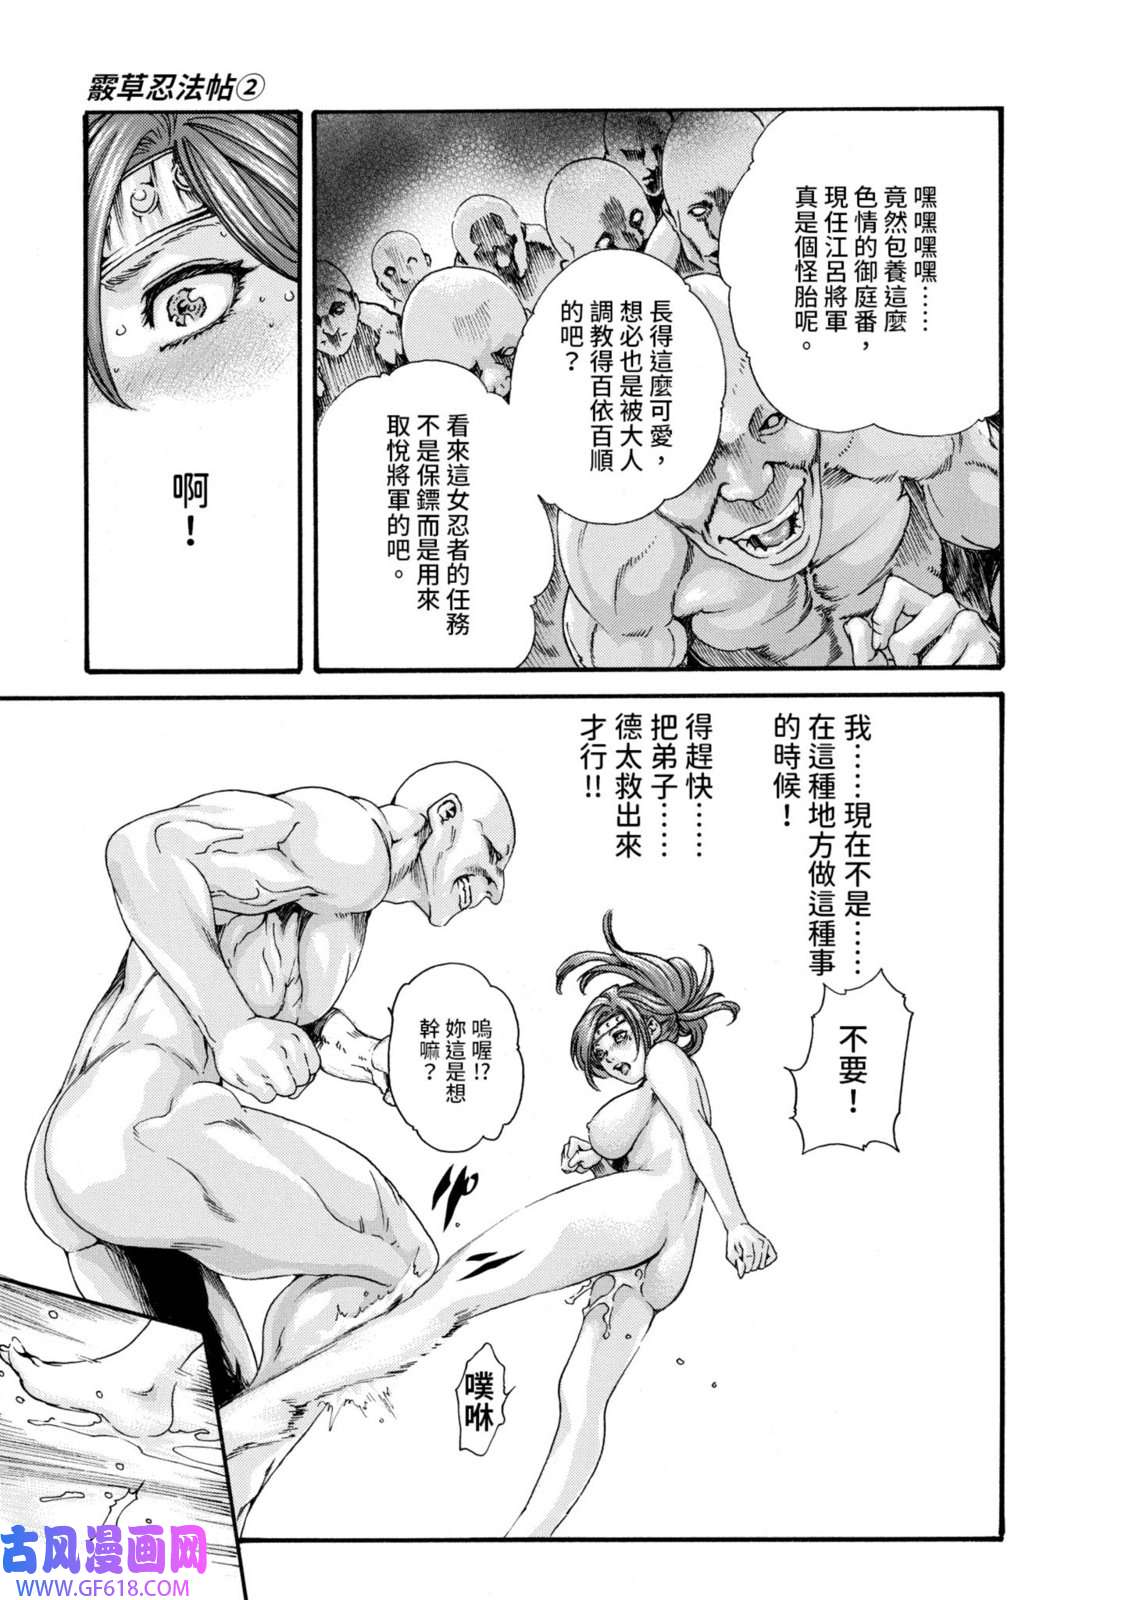 霰草忍法帖②
嘿嘿嘿嘿……
竟然包養這麼
色情的御庭番，
現任江呂將軍
真是個怪胎呢。
長得這麼可愛，
想必也是被大人
調教得百依百順
的吧？
看來這女忍者的任務
不是保鏢而是用來
取悅將軍的吧。
啊！
我……現在不是……
在這種地方做這種事
的時候！
得趕快……
把弟子……
德太救出來
才行!!
不要！
嗚喔!?
妳這是想
幹嘛？
噗咻
古风漫画网
WWW.GF618.COM